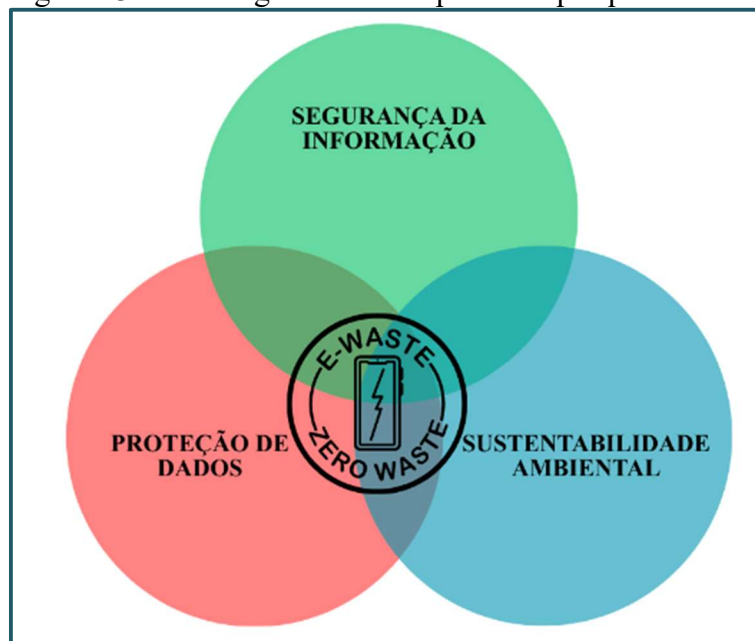 SEGURANÇA DA
INFORMAÇÃO
E-WASTE
ZERO WASTE
PROTEÇÃO DE
DADOS
SUSTENTABILIDADE
AMBIENTAL